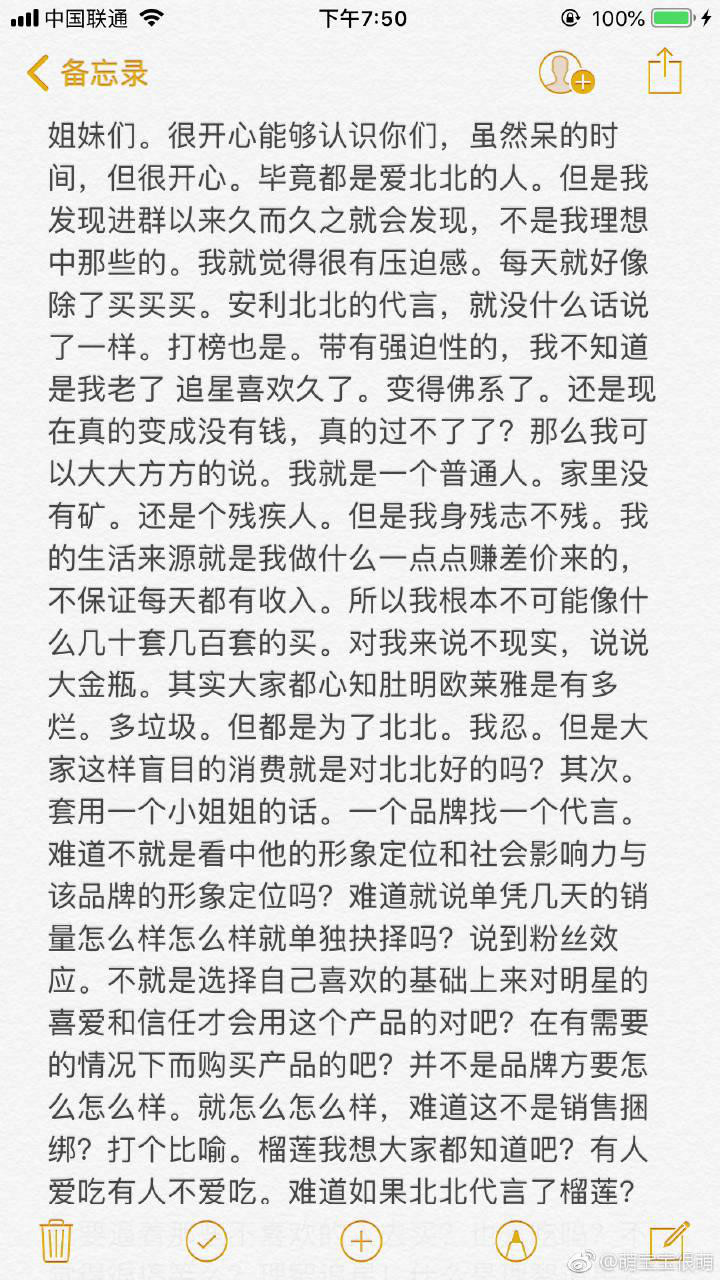 中国联通 下午7:50 100%
备忘录
姐妹们。很开心能够认识你们，虽然呆的时
间，但很开心。毕竟都是爱北北的人。但是我
发现进群以来久而久之就会发现，不是我理想
中那些的。我就觉得很有压迫感。每天就好像
除了买买买。安利北北的代言，就没什么话说
了一样。打榜也是。带有强迫性的，我不知道
是我老了 追星喜欢久了。变得佛系了。还是现
在真的变成没有钱，真的过不了了？那么我可
以大大方方的说。我就是一个普通人。家里没
有矿。还是个残疾人。但是我身残志不残。我
的生活来源就是我做什么一点点赚差价来的，
不保证每天都有收入。所以我根本不可能像什
么几十套几百套的买。对我来说不现实，说说
大金瓶。其实大家都心知肚明欧莱雅是有多
烂。多垃圾。但都是为了北北。我忍。但是大
家这样盲目的消费就是对北北好的吗？其次。
套用一个小姐姐的话。一个品牌找一个代言。
难道不就是看中他的形象定位和社会影响力与
该品牌的形象定位吗？难道就说单凭几天的销
量怎么样怎么样就单独抉择吗？说到粉丝效
应。不就是选择自己喜欢的基础上来对明星的
喜爱和信任才会用这个产品的对吧？在有需要
的情况下而购买产品的吧？并不是品牌方要怎
么怎么样。就怎么怎么样，难道这不是销售捆
绑？打个比喻。榴莲我想大家都知道吧？有人
爱吃有人不爱吃。难道如果北北代言了榴莲？
@萌宝宝很萌